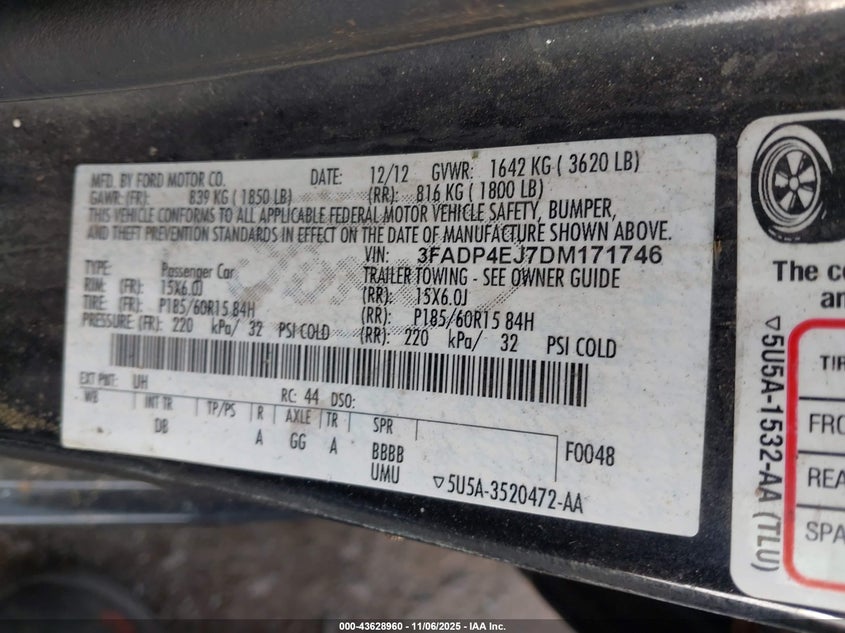 MFD. BY FORD MOTOR CO. DATE: 12/12 GVWR: 1642 KG ( 3620 LB)
GAWR: (FR): 839 KG ( 1850 LB) (RR): 816 KG ( 1800 LB)
THIS VEHICLE CONFORMS TO ALL APPLICABLE FEDERAL MOTOR VEHICLE SAFETY, BUMPER,
AND THEFT PREVENTION STANDARDS IN EFFECT ON THE DATE OF MANUFACTURE SHOWN ABOVE.
VIN: 3FADP4EJ7DM171746
TYPE: Passenger Car TRAILER TOWING - SEE OWNER GUIDE
RIM: (FR): 15X6.0J (RR): 15X6.0J
TIRE: (FR): P185/60R15 84H (RR): P185/60R15 84H
PRESSURE: (FR): 220 kPa/ 32 PSI COLD (RR): 220 kPa/ 32 PSI COLD
EXT PNT: UH RC: 44 DSO:
WB INT TR TP/PS R AXLE TR SPR
DB A GG A BBBB F0048
UMU
▽5U5A-3520472-AA
The co
an
TIR
FRO
REA
SPA
▽5U5A-1532-AA (TLU)
000-43628960 - 11/06/2025 - IAA Inc.